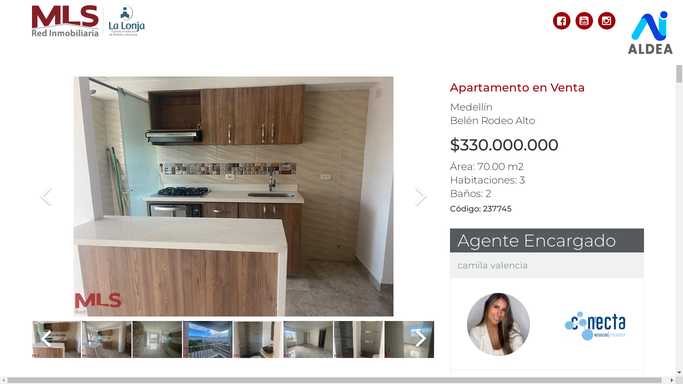 MLS
Red Inmobiliaria
La Lonja
ALDEA
Apartamento en Venta
Medellín
Belén Rodeo Alto
$330.000.000
Área: 70.00 m2
Habitaciones: 3
Baños: 2
Código: 237745
MLS
Red
Agente Encargado
camila valencia
conecta